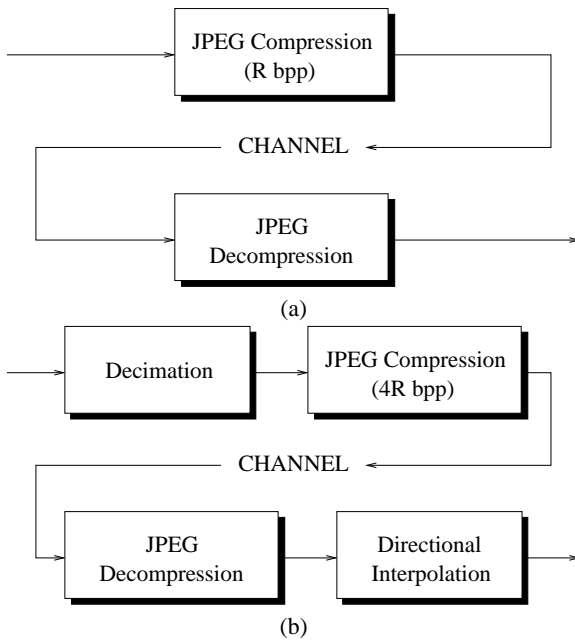 JPEG Compression
(R bpp)
CHANNEL
JPEG
Decompression
(a)
Decimation
JPEG Compression
(4R bpp)
CHANNEL
JPEG
Decompression
Directional
Interpolation
(b)